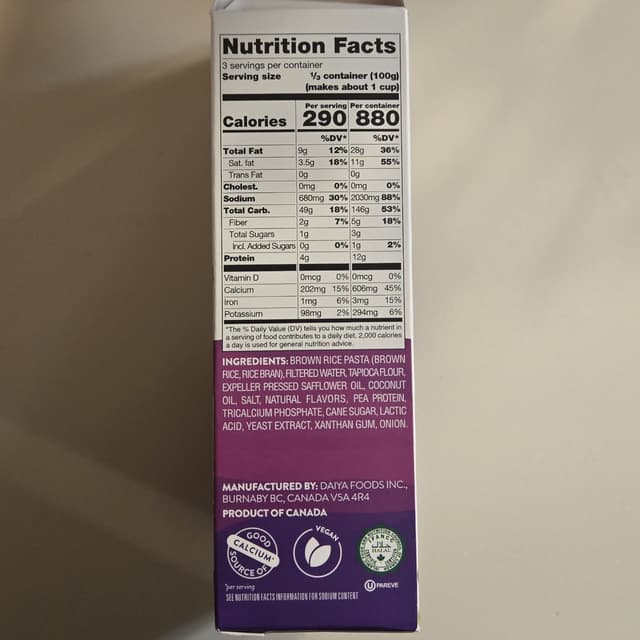 Nutrition Facts
3 servings per container
Serving size ⅓ container (100g)
(makes about 1 cup)
Per serving Per container
Calories 290 880
%DV* %DV*
Total Fat 9g 12% 28g 36%
Sat. fat 3.5g 18% 11g 55%
Trans Fat 0g 0g
Cholest. 0mg 0% 0mg 0%
Sodium 680mg 30% 2030mg 88%
Total Carb. 49g 18% 146g 53%
Fiber 2g 7% 5g 18%
Total Sugars 1g 3g
Incl. Added Sugars 0g 0% 1g 2%
Protein 4g 12g
Vitamin D 0mcg 0% 0mcg 0%
Calcium 202mg 15% 606mg 45%
Iron 1mg 6% 3mg 15%
Potassium 98mg 2% 294mg 6%
*The % Daily Value (DV) tells you how much a nutrient in
a serving of food contributes to a daily diet. 2,000 calories
a day is used for general nutrition advice.
INGREDIENTS: BROWN RICE PASTA (BROWN
RICE, RICE BRAN), FILTERED WATER, TAPIOCA FLOUR,
EXPELLER PRESSED SAFFLOWER OIL, COCONUT
OIL, SALT, NATURAL FLAVORS, PEA PROTEIN,
TRICALCIUM PHOSPHATE, CANE SUGAR, LACTIC
ACID, YEAST EXTRACT, XANTHAN GUM, ONION.
MANUFACTURED BY: DAIYA FOODS INC.,
BURNABY BC, CANADA V5A 4R4
PRODUCT OF CANADA
GOOD
SOURCE OF
CALCIUM*
VEGAN
IFANCC
HALAL
*per serving
U PAREVE
SEE NUTRITION FACTS INFORMATION FOR SODIUM CONTENT